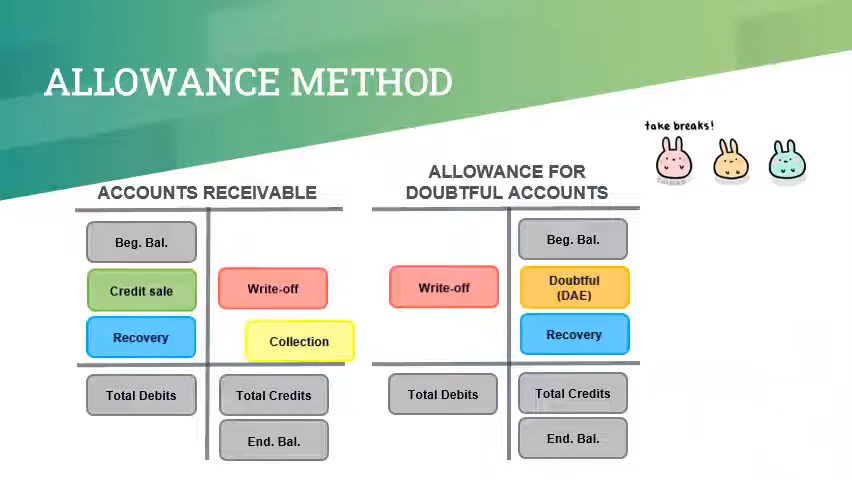 ALLOWANCE METHOD
take breaks!
ACCOUNTS RECEIVABLE
Beg. Bal.
Credit sale
Write-off
Recovery
Collection
Total Debits
Total Credits
End. Bal.
ALLOWANCE FOR
DOUBTFUL ACCOUNTS
Beg. Bal.
Write-off
Doubtful
(DAE)
Recovery
Total Debits
Total Credits
End. Bal.